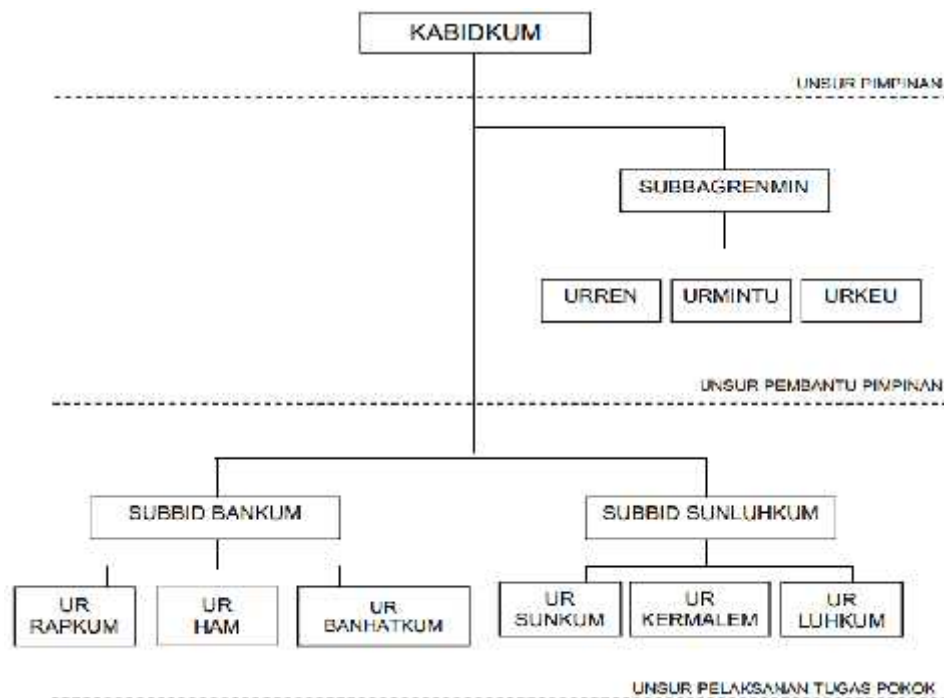 KABIDKUM
UNSUR PIMPINAN
SUBBAGRENMIN
URREN
URMINTU
URKEU
UNSUR PEMBANTU PIMPINAN
SUBBID BANKUM
SUBBID SUNLUHKUM
UR
RAPKUM
UR
HAM
UR
BANHATKUM
UR
SUNKUM
UR
KERMALEM
UR
LUHKUM
UNSUR PELAKSANAN TUGAS POKOK